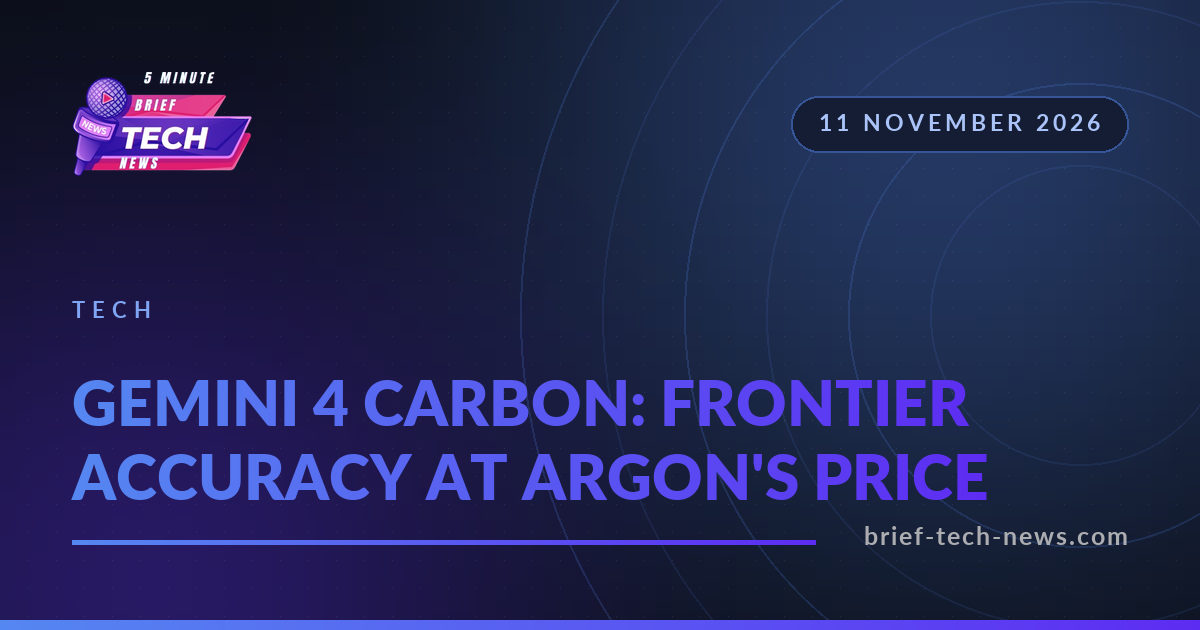 5 MINUTE
BRIEF
NEWS
TECH
NEWS
11 NOVEMBER 2026
TECH
GEMINI 4 CARBON: FRONTIER
ACCURACY AT ARGON'S PRICE
brief-tech-news.com